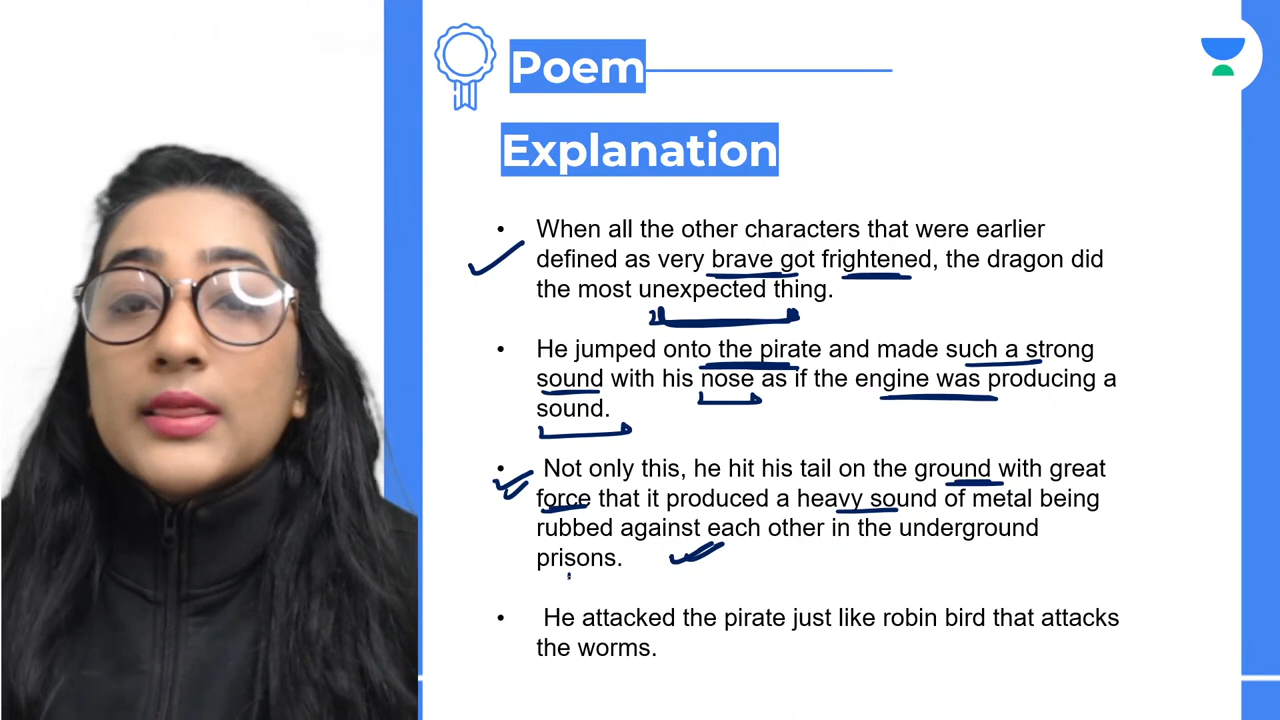 Poem
Explanation
• When all the other characters that were earlier
defined as very brave got frightened, the dragon did
the most unexpected thing.
• He jumped onto the pirate and made such a strong
sound with his nose as if the engine was producing a
sound.
• Not only this, he hit his tail on the ground with great
force that it produced a heavy sound of metal being
rubbed against each other in the underground
prisons.
• He attacked the pirate just like robin bird that attacks
the worms.